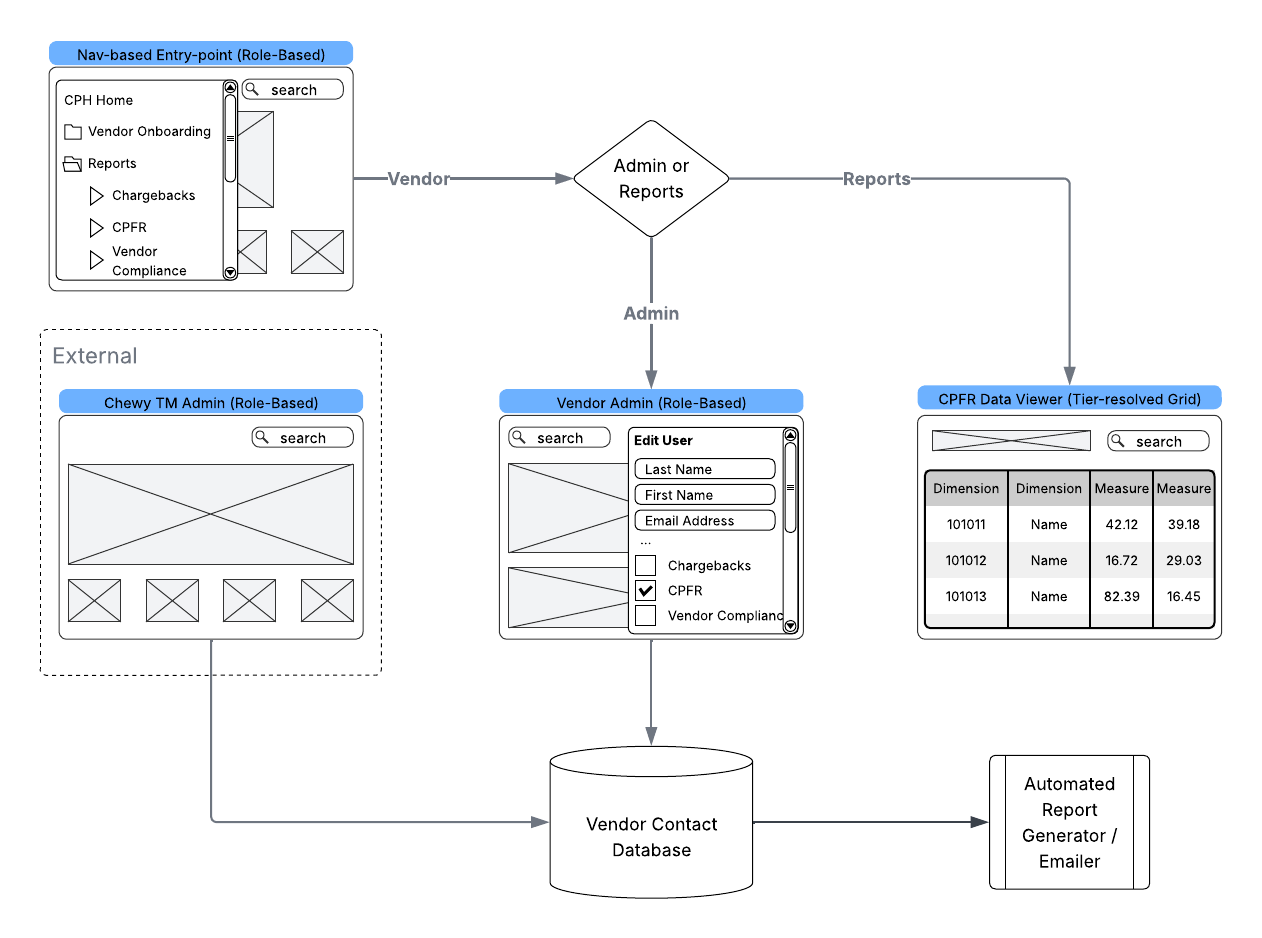 Nav-based Entry-point (Role-Based)
search
CPH Home
Vendor Onboarding
Reports
Chargebacks
CPFR
Vendor
Compliance
Vendor
Admin or
Reports
Reports
Admin
External
Chewy TM Admin (Role-Based)
search
Vendor Admin (Role-Based)
search
Edit User
Last Name
First Name
Email Address
...
Chargebacks
CPFR
Vendor Complianc
CPFR Data Viewer (Tier-resolved Grid)
search
Dimension Dimension Measure Measure
101011 Name 42.12 39.18
101012 Name 16.72 29.03
101013 Name 82.39 16.45
Vendor Contact
Database
Automated
Report
Generator /
Emailer